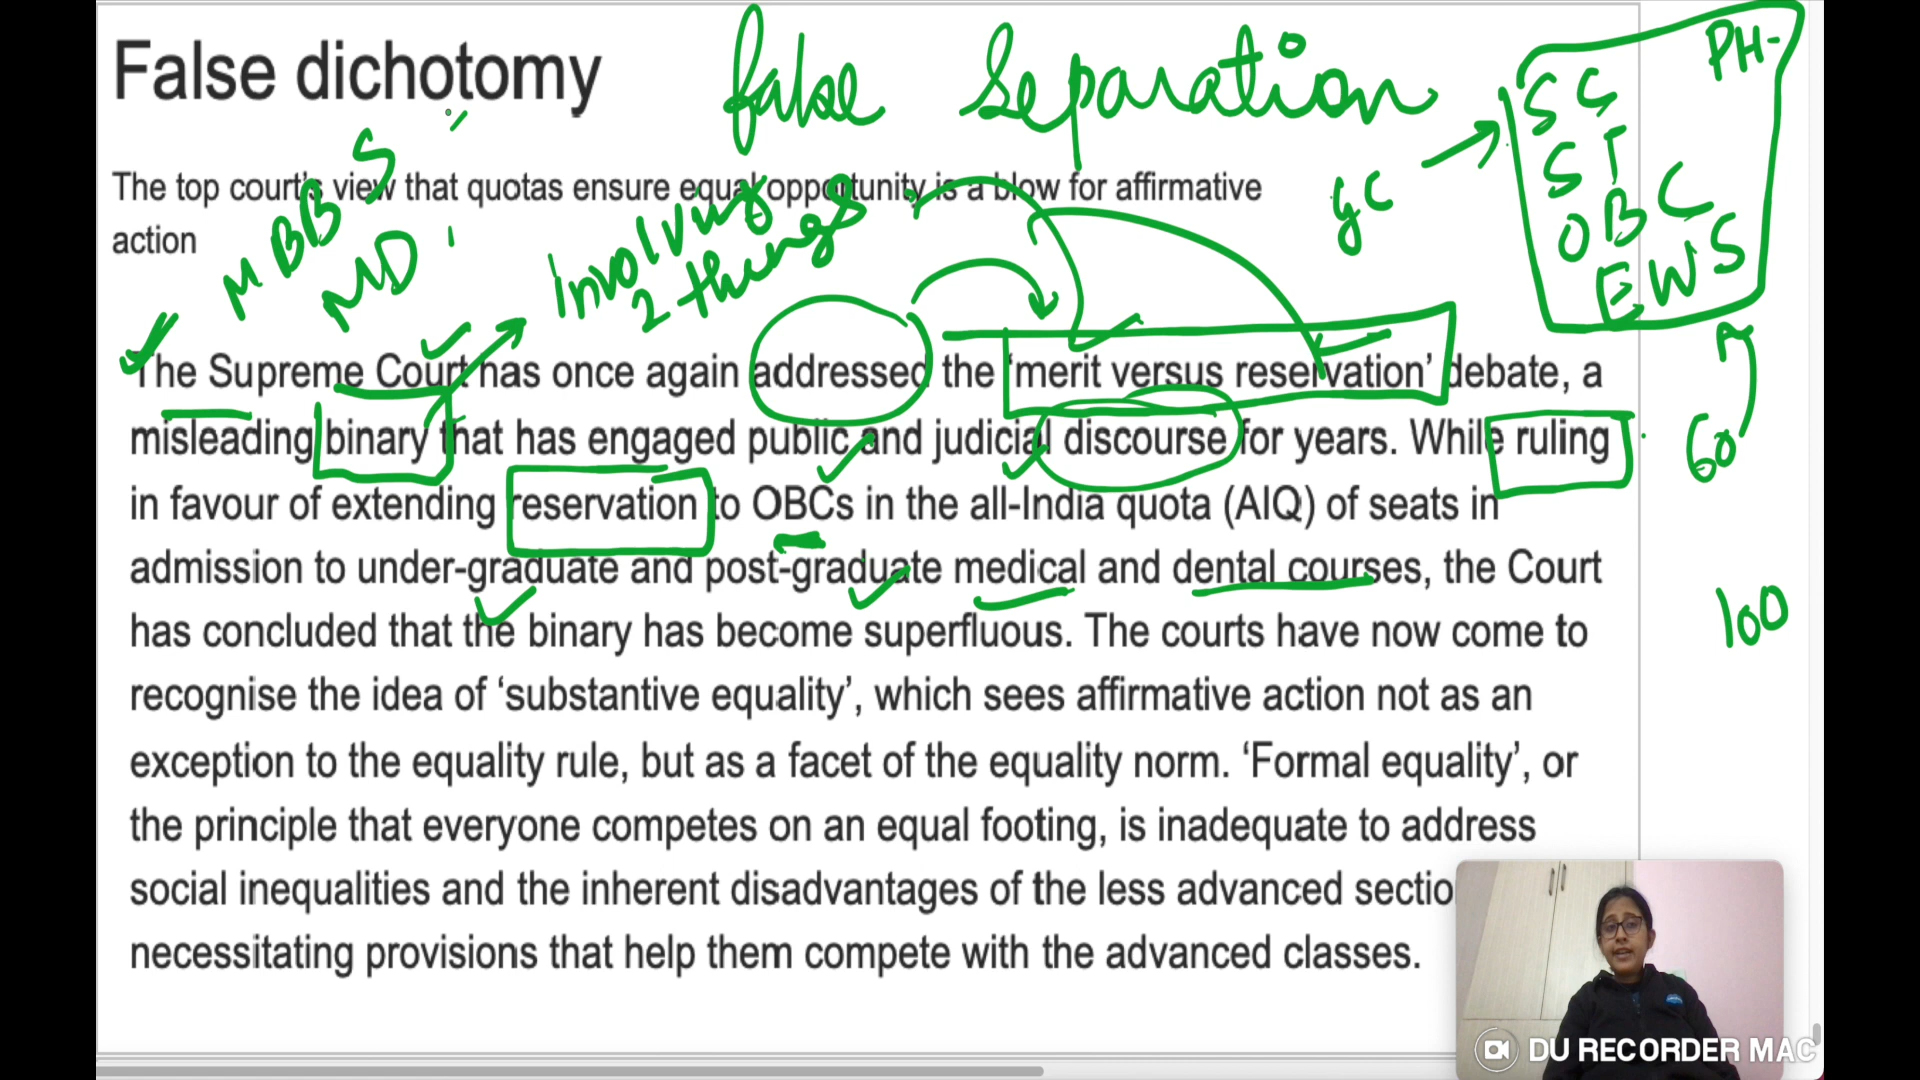 False dichotomy
false separation
PH-
SC
ST
OBC
EWS
GC
The top court's view that quotas ensure equal opportunity is a blow for affirmative
action
MBBS
MD
involving
2 things
The Supreme Court has once again addressed the ‘merit versus reservation’ debate, a
misleading binary that has engaged public and judicial discourse for years. While ruling
in favour of extending reservation to OBCs in the all-India quota (AIQ) of seats in
admission to under-graduate and post-graduate medical and dental courses, the Court
has concluded that the binary has become superfluous. The courts have now come to
recognise the idea of ‘substantive equality’, which sees affirmative action not as an
exception to the equality rule, but as a facet of the equality norm. ‘Formal equality’, or
the principle that everyone competes on an equal footing, is inadequate to address
social inequalities and the inherent disadvantages of the less advanced sectio
necessitating provisions that help them compete with the advanced classes.
60
100
DU RECORDER MAC